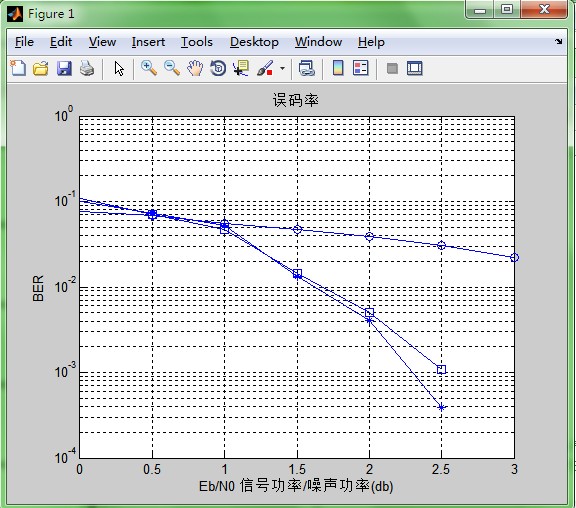 Figure 1
File Edit View Insert Tools Desktop Window Help
误码率
10^0
10^-1
10^-2
10^-3
10^-4
BER
0 0.5 1 1.5 2 2.5 3
Eb/N0 信号功率/噪声功率(db)